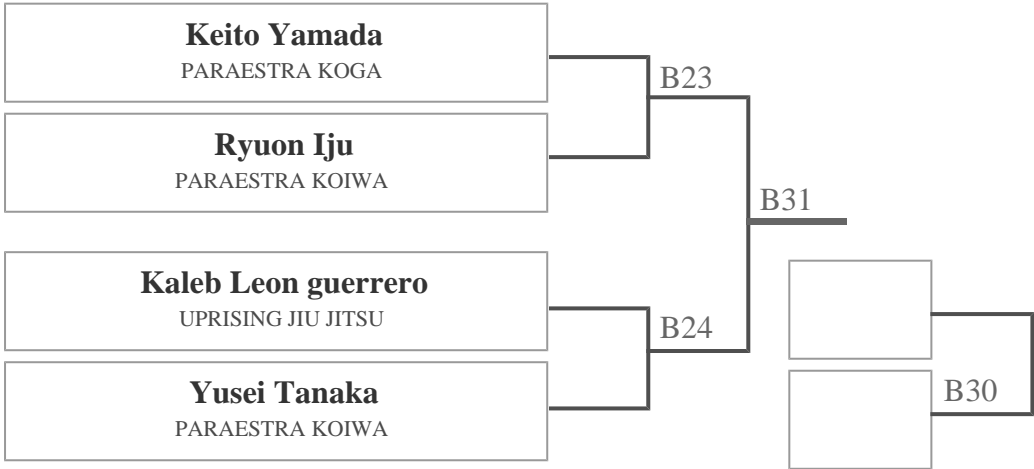 Keito Yamada
PARAESTRA KOGA
B23
Ryuon Iju
PARAESTRA KOIWA
B31
Kaleb Leon guerrero
UPRISING JIU JITSU
B24
Yusei Tanaka
PARAESTRA KOIWA
B30